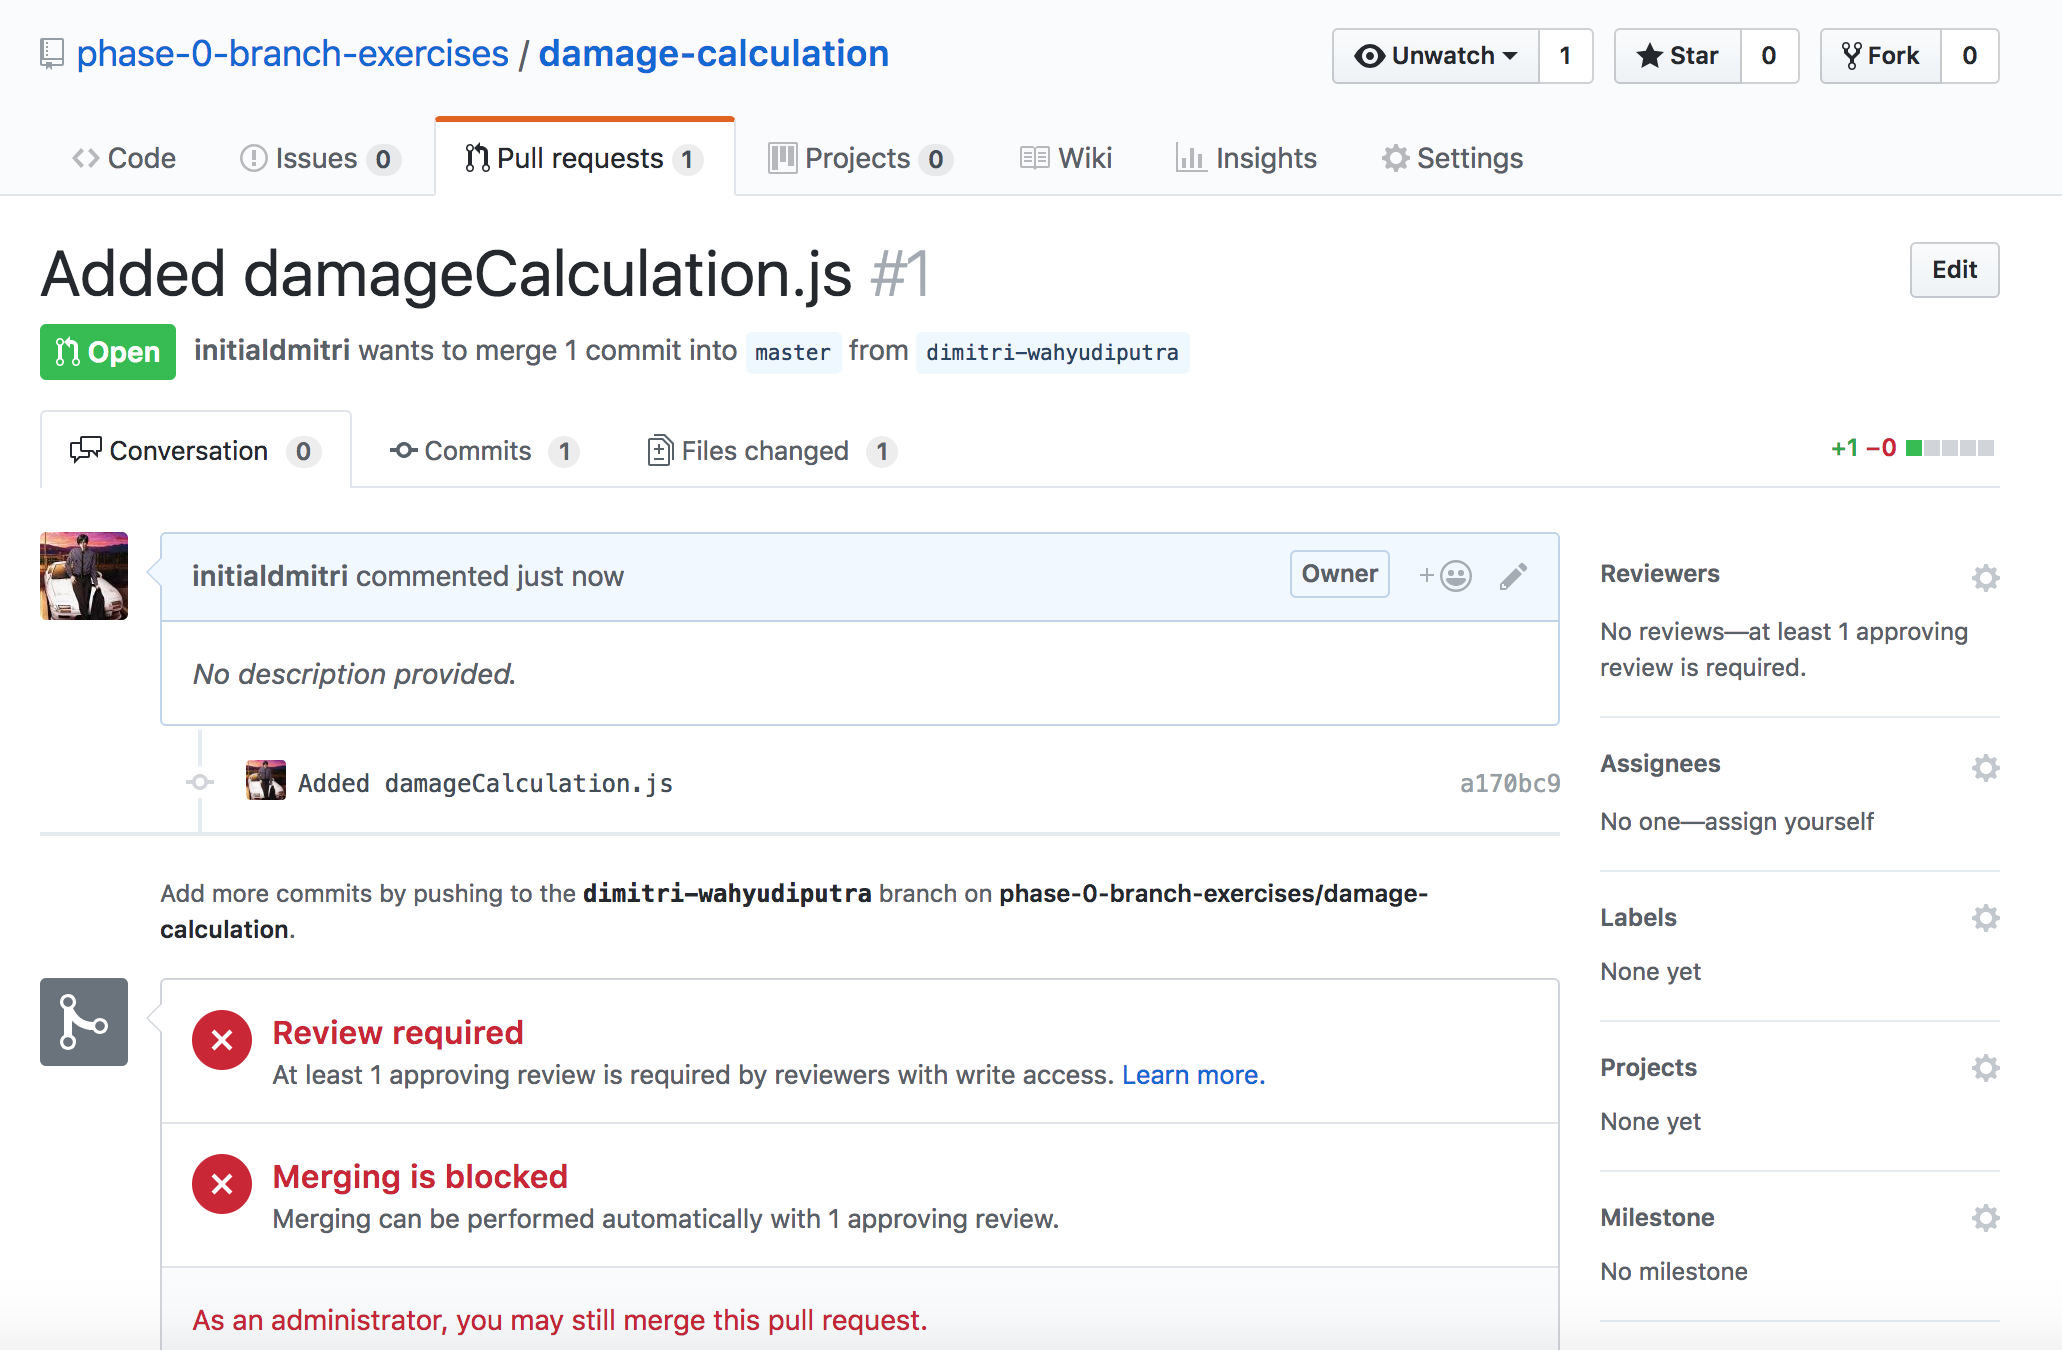 phase-0-branch-exercises / damage-calculation
Unwatch 1 Star 0 Fork 0
Code Issues 0 Pull requests 1 Projects 0 Wiki Insights Settings
Added damageCalculation.js #1
Edit
Open initialdmitri wants to merge 1 commit into master from dimitri-wahyudiputra
Conversation 0 Commits 1 Files changed 1
+1 −0
initialdmitri commented just now
Owner
No description provided.
Added damageCalculation.js
a170bc9
Add more commits by pushing to the dimitri-wahyudiputra branch on phase-0-branch-exercises/damage-
calculation.
Review required
At least 1 approving review is required by reviewers with write access. Learn more.
Merging is blocked
Merging can be performed automatically with 1 approving review.
As an administrator, you may still merge this pull request.
Reviewers
No reviews—at least 1 approving
review is required.
Assignees
No one—assign yourself
Labels
None yet
Projects
None yet
Milestone
No milestone